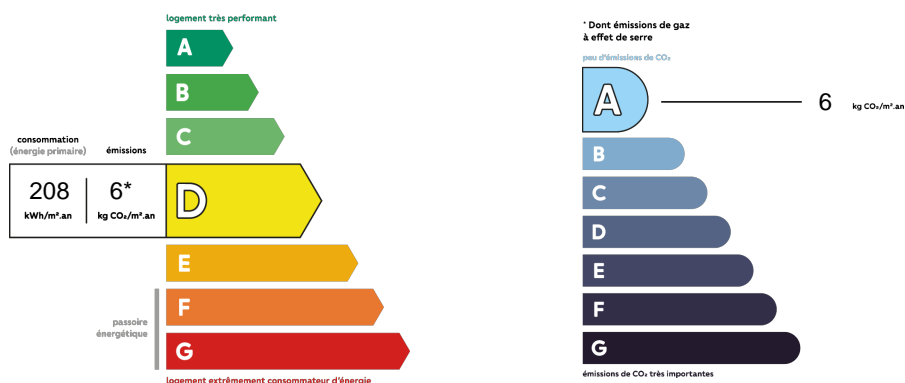 logement très performant
A
B
C
consommation
(énergie primaire)
émissions
208
kWh/m².an
6*
kg CO₂/m².an
D
E
F
passoire
énergétique
G
logement extrêmement consommateur d'énergie
* Dont émissions de gaz
à effet de serre
peu d'émissions de CO₂
A
6
kg CO₂/m².an
B
C
D
E
F
G
émissions de CO₂ très importantes